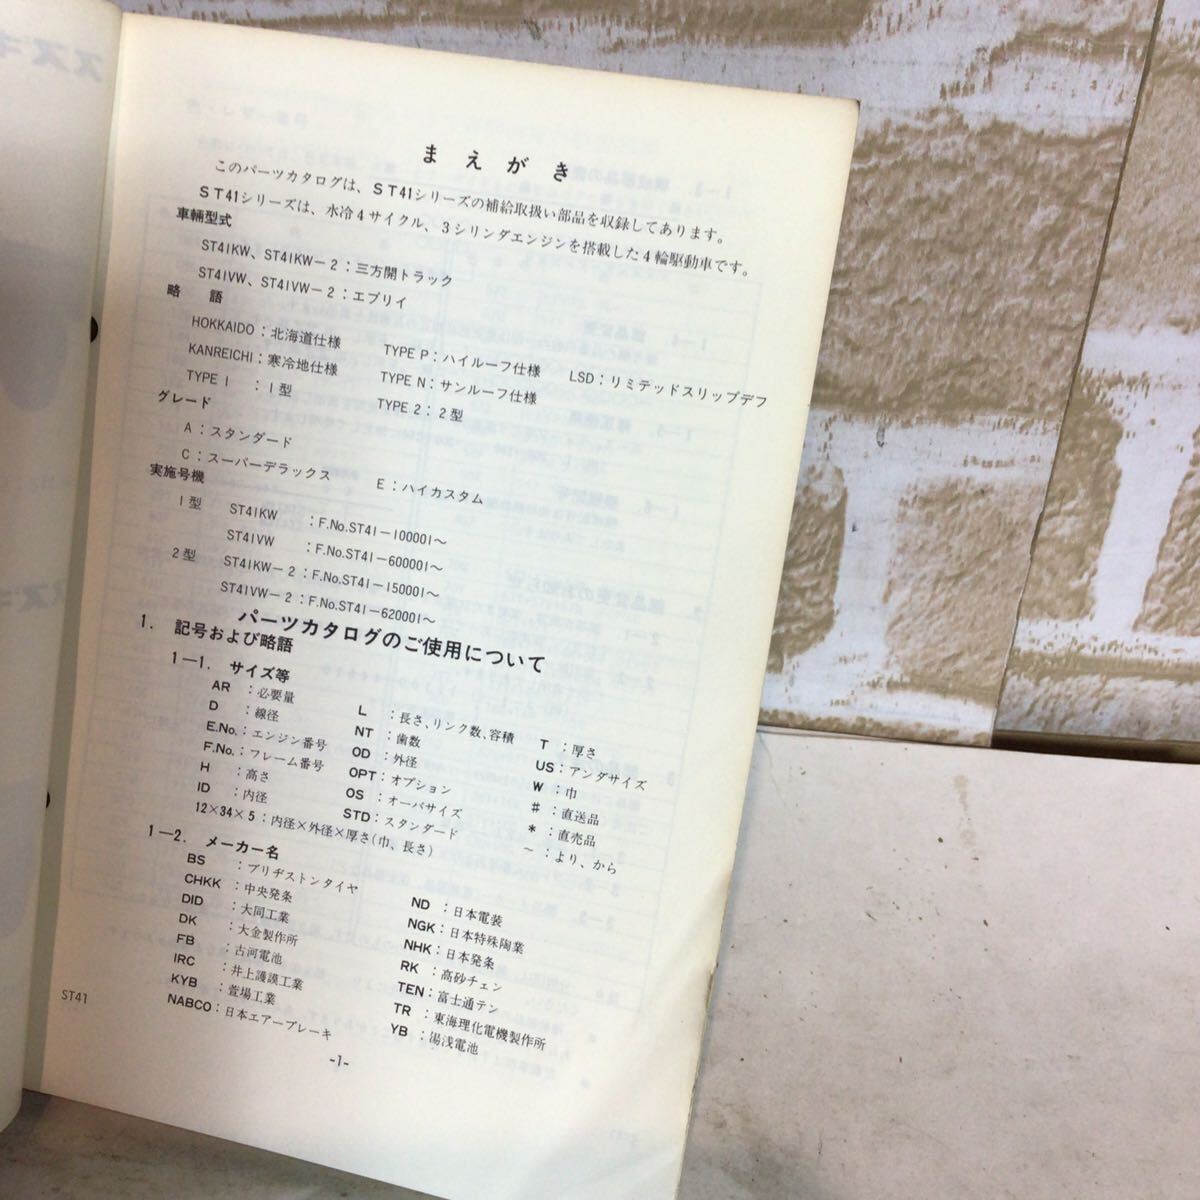 まえがき
このパーツカタログは、ST41シリーズの補給取扱い部品を収録してあります。
ST41シリーズは、水冷4サイクル、3シリンダエンジンを搭載した4輪駆動車です。
車輛型式
ST41KW、ST41KW-2：三方開トラック
ST41VW、ST41VW-2：エブリイ
略　語
HOKKAIDO：北海道仕様　TYPE P：ハイルーフ仕様　LSD：リミテッドスリップデフ
KANREICHI：寒冷地仕様　TYPE N：サンルーフ仕様
TYPE 1：1型　TYPE 2：2型
グレード
A：スタンダード
C：スーパーデラックス　E：ハイカスタム
実施号機
1型　ST41KW　：F.No.ST41-100001〜
ST41VW　：F.No.ST41-600001〜
2型　ST41KW-2：F.No.ST41-150001〜
ST41VW-2：F.No.ST41-620001〜
パーツカタログのご使用について
1. 記号および略語
1-1. サイズ等
AR：必要量　L：長さ、リンク数、容積　T：厚さ
D：線径　NT：歯数　US：アンダサイズ
E.No.：エンジン番号　OD：外径　W：巾
F.No.：フレーム番号　OPT：オプション　#：直送品
H：高さ　OS：オーバサイズ　*：直売品
ID：内径　STD：スタンダード　~：より、から
12×34×5：内径×外径×厚さ(巾、長さ)
1-2. メーカー名
BS：ブリヂストンタイヤ　ND：日本電装
CHKK：中央発条　NGK：日本特殊陶業
DID：大同工業　NHK：日本発条
DK：大金製作所　RK：高砂チェン
FB：古河電池　TEN：富士通テン
IRC：井上護謨工業　TR：東海理化電機製作所
KYB：萱場工業　YB：湯浅電池
NABCO：日本エアーブレーキ
ST41
-1-